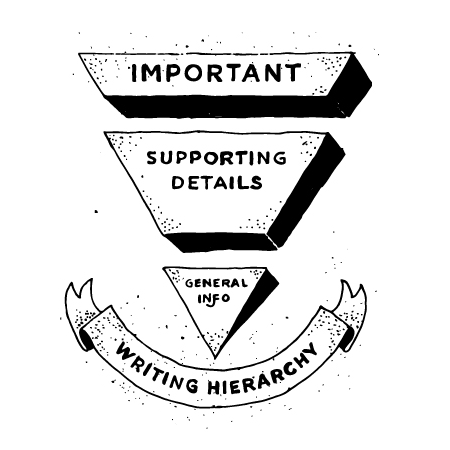 IMPORTANT
SUPPORTING
DETAILS
GENERAL
INFO
WRITING HIERARCHY